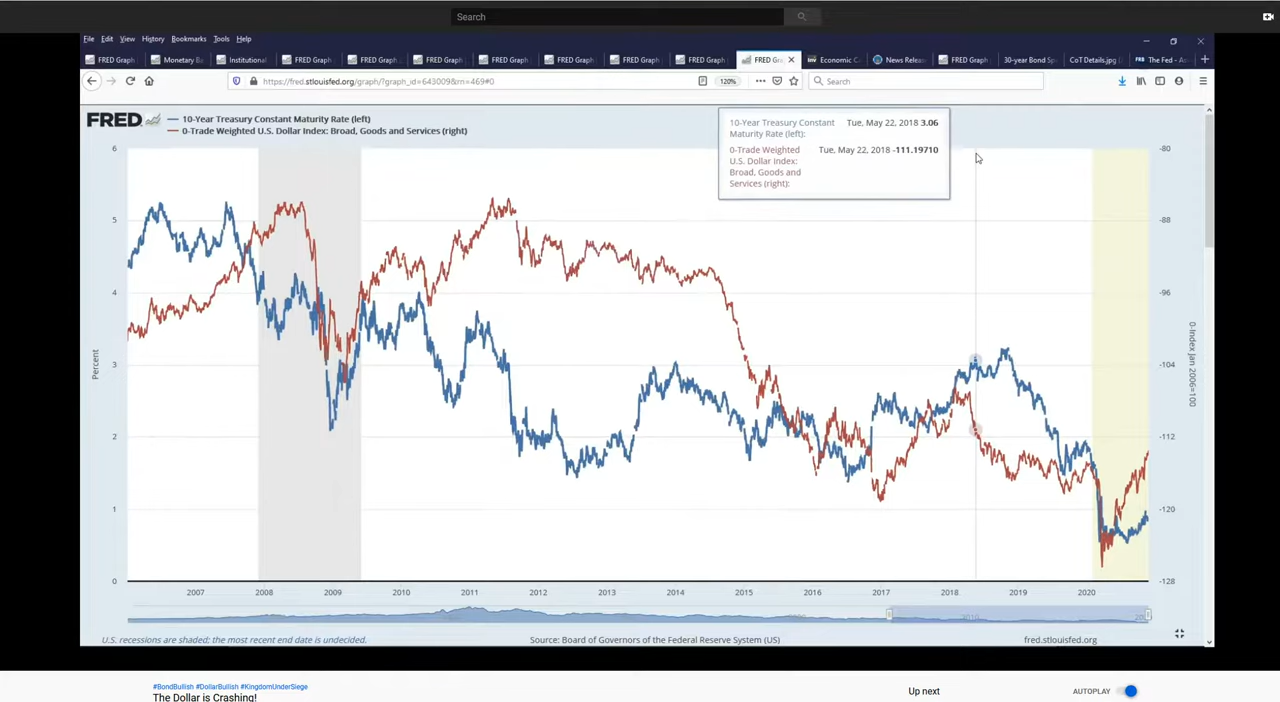 Search
File Edit View History Bookmarks Tools Help
FRED Graph Monetary Ba Institutional FRED Graph FRED Graph FRED Graph FRED Graph FRED Graph FRED Graph FRED Graph FRED Gra Economic C News Releas FRED Graph 30-year Bond Sp CoT Details.jpg The Fed - A
https://fred.stlouisfed.org/graph/?graph_id=643009&rn=469#0 120% Search
FRED
10-Year Treasury Constant Maturity Rate (left)
0-Trade Weighted U.S. Dollar Index: Broad, Goods and Services (right)
10-Year Treasury Constant Tue, May 22, 2018 3.06
Maturity Rate (left):
0-Trade Weighted Tue, May 22, 2018 -111.19710
U.S. Dollar Index:
Broad, Goods and
Services (right):
6 -80
5 -88
4 -96
3 -104
2 -112
1 -120
0 -128
Percent
0-Index Jan 2006=100
2007 2008 2009 2010 2011 2012 2013 2014 2015 2016 2017 2018 2019 2020
2010
U.S. recessions are shaded; the most recent end date is undecided. Source: Board of Governors of the Federal Reserve System (US) fred.stlouisfed.org
#BondBullish #DollarBullish #KingdomUnderSiege
The Dollar is Crashing!
Up next AUTOPLAY